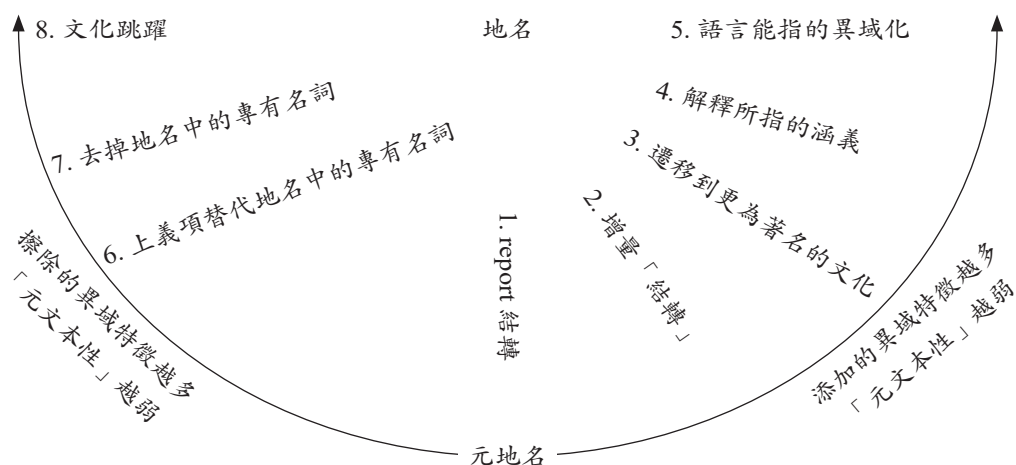 8. 文化跳躍
地名
5. 語言能指的異域化
7. 去掉地名中的專有名詞
4. 解釋所指的涵義
6. 上義項替代地名中的專有名詞
3. 遷移到更為著名的文化
1. report 結轉
2. 增量「結轉」
擦除的異域特徵越多
「元文本性」越弱
添加的異域特徵越多
「元文本性」越弱
元地名